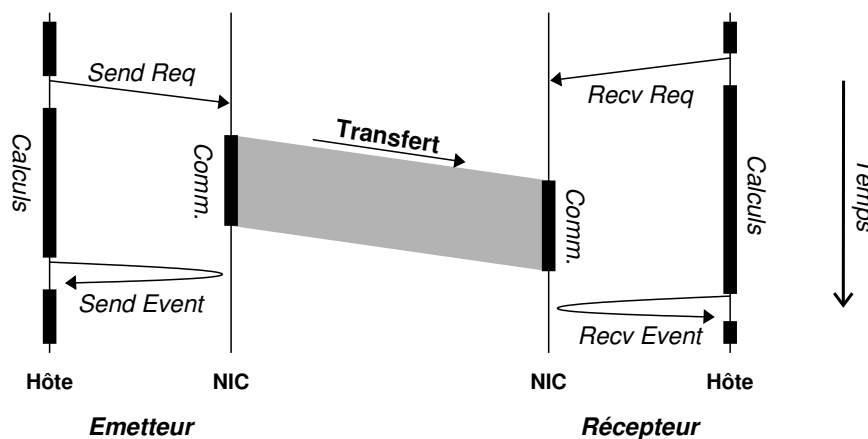 Send Req
Recv Req
Transfert
Calculs
Comm.
Comm.
Calculs
Temps
Send Event
Recv Event
Hôte
NIC
NIC
Hôte
Emetteur
Récepteur